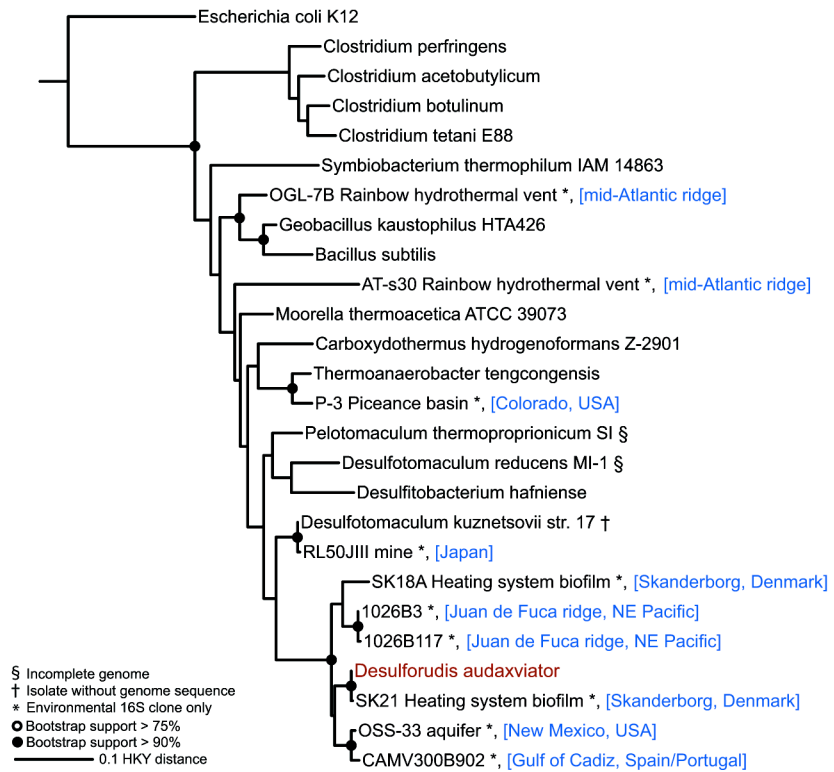 Escherichia coli K12
Clostridium perfringens
Clostridium acetobutylicum
Clostridium botulinum
Clostridium tetani E88
Symbiobacterium thermophilum IAM 14863
OGL-7B Rainbow hydrothermal vent *, [mid-Atlantic ridge]
Geobacillus kaustophilus HTA426
Bacillus subtilis
AT-s30 Rainbow hydrothermal vent *, [mid-Atlantic ridge]
Moorella thermoacetica ATCC 39073
Carboxydothermus hydrogenoformans Z-2901
Thermoanaerobacter tengcongensis
P-3 Piceance basin *, [Colorado, USA]
Pelotomaculum thermoproprionicum SI §
Desulfotomaculum reducens MI-1 §
Desulfitobacterium hafniense
Desulfotomaculum kuznetsovii str. 17 †
RL50JIII mine *, [Japan]
SK18A Heating system biofilm *, [Skanderborg, Denmark]
1026B3 *, [Juan de Fuca ridge, NE Pacific]
1026B117 *, [Juan de Fuca ridge, NE Pacific]
Desulforudis audaxviator
SK21 Heating system biofilm *, [Skanderborg, Denmark]
OSS-33 aquifer *, [New Mexico, USA]
CAMV300B902 *, [Gulf of Cadiz, Spain/Portugal]
§ Incomplete genome
† Isolate without genome sequence
* Environmental 16S clone only
Bootstrap support > 75%
Bootstrap support > 90%
0.1 HKY distance